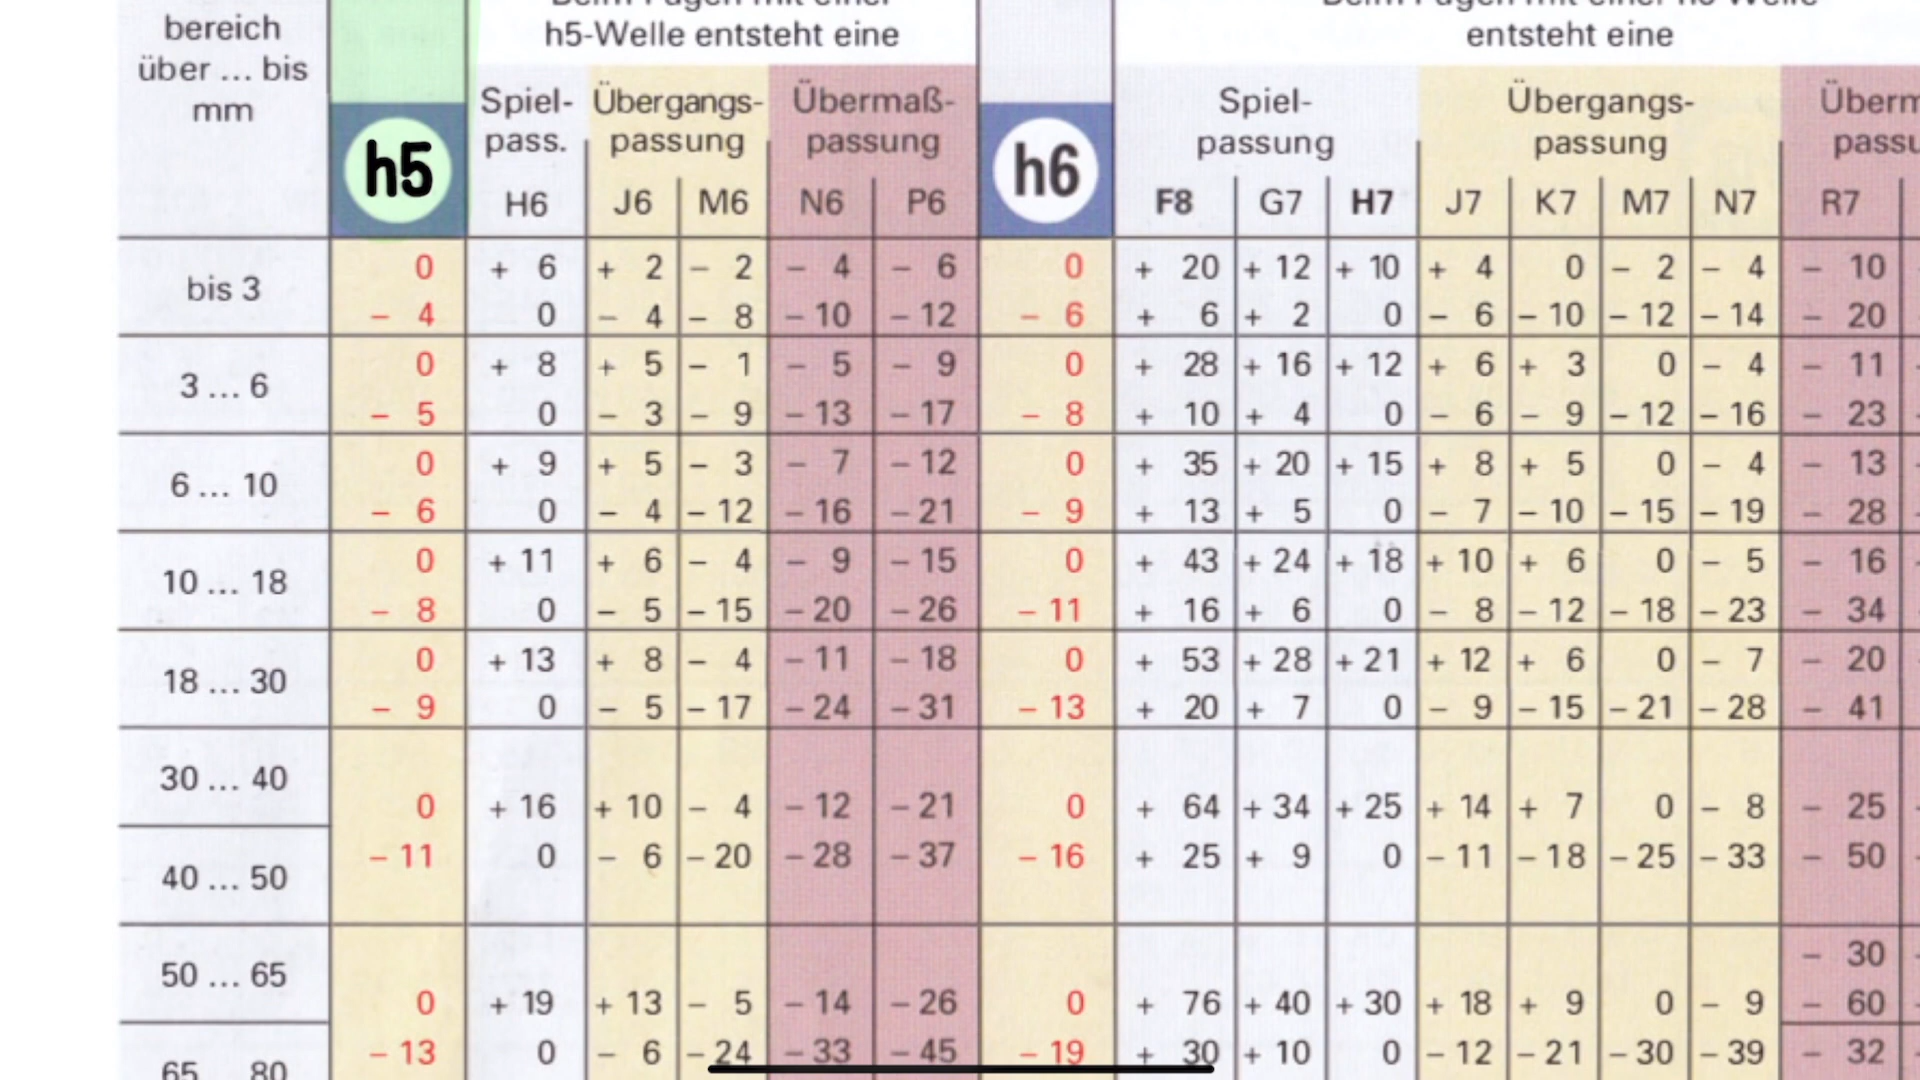 bereich
über ... bis
mm
h5-Welle entsteht eine
entsteht eine
h5
Spiel-
pass.
Übergangs-
passung
Übermaß-
passung
h6
Spiel-
passung
Übergangs-
passung
H6 J6 M6 N6 P6 F8 G7 H7 J7 K7 M7 N7 R7
bis 3
0 + 6 + 2 − 2 − 4 − 6 0 + 20 + 12 + 10 + 4 0 − 2 − 4 − 10
− 4 0 − 4 − 8 − 10 − 12 − 6 + 6 + 2 0 − 6 − 10 − 12 − 14 − 20
3 ... 6
0 + 8 + 5 − 1 − 5 − 9 0 + 28 + 16 + 12 + 6 + 3 0 − 4 − 11
− 5 0 − 3 − 9 − 13 − 17 − 8 + 10 + 4 0 − 6 − 9 − 12 − 16 − 23
6 ... 10
0 + 9 + 5 − 3 − 7 − 12 0 + 35 + 20 + 15 + 8 + 5 0 − 4 − 13
− 6 0 − 4 − 12 − 16 − 21 − 9 + 13 + 5 0 − 7 − 10 − 15 − 19 − 28
10 ... 18
0 + 11 + 6 − 4 − 9 − 15 0 + 43 + 24 + 18 + 10 + 6 0 − 5 − 16
− 8 0 − 5 − 15 − 20 − 26 − 11 + 16 + 6 0 − 8 − 12 − 18 − 23 − 34
18 ... 30
0 + 13 + 8 − 4 − 11 − 18 0 + 53 + 28 + 21 + 12 + 6 0 − 7 − 20
− 9 0 − 5 − 17 − 24 − 31 − 13 + 20 + 7 0 − 9 − 15 − 21 − 28 − 41
30 ... 40
0 + 16 + 10 − 4 − 12 − 21 0 + 64 + 34 + 25 + 14 + 7 0 − 8 − 25
− 11 0 − 6 − 20 − 28 − 37 − 16 + 25 + 9 0 − 11 − 18 − 25 − 33 − 50
40 ... 50
− 30
50 ... 65
0 + 19 + 13 − 5 − 14 − 26 0 + 76 + 40 + 30 + 18 + 9 0 − 9 − 60
− 13 0 − 6 − 24 − 33 − 45 − 19 + 30 + 10 0 − 12 − 21 − 30 − 39 − 32
65 ... 80